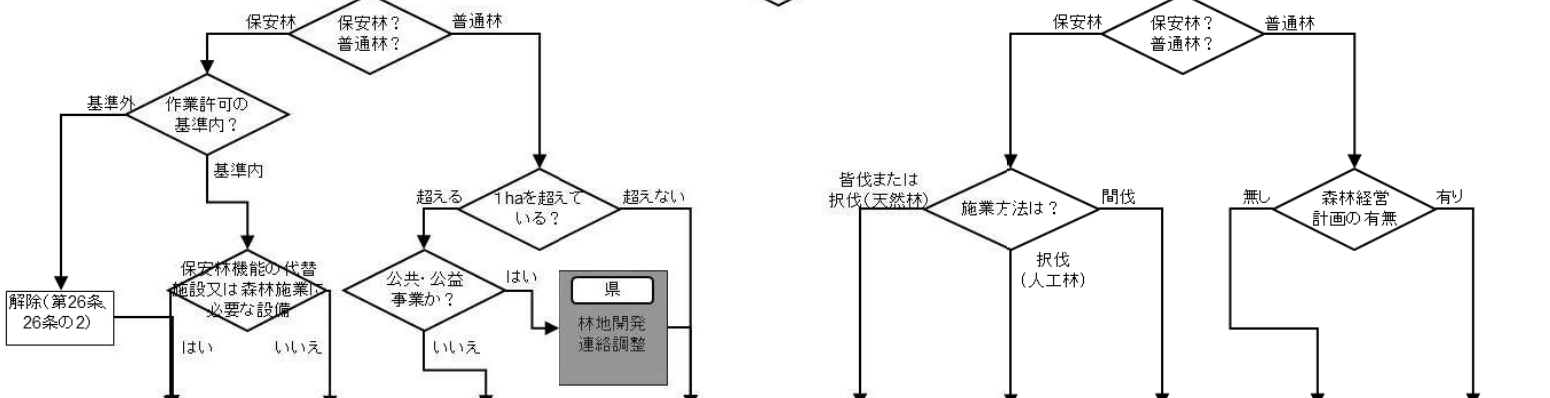 保安林
保安林？
普通林？
普通林
保安林
保安林？
普通林？
普通林
基準外
作業許可の
基準内？
基準内
超える
1haを超えて
いる？
超えない
皆伐または
択伐(天然林)
施業方法は？
間伐
択伐
(人工林)
無し
森林経営
計画の有無
有り
保安林機能の代替
施設又は森林施業に
必要な設備
はい
いいえ
解除(第26条、
26条の2)
公共・公益
事業か？
はい
いいえ
県
林地開発
連絡調整